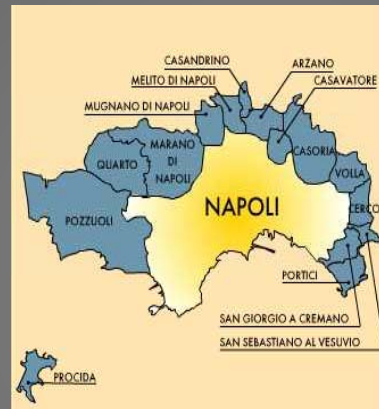 CASANDRINO
ARZANO
MELITO DI NAPOLI
CASAVATORE
MUGNANO DI NAPOLI
MARANO
DI
NAPOLI
CASORIA
QUARTO
VOLLA
CERCO
NAPOLI
POZZUOLI
PORTICI
SAN GIORGIO A CREMANO
SAN SEBASTIANO AL VESUVIO
PROCIDA